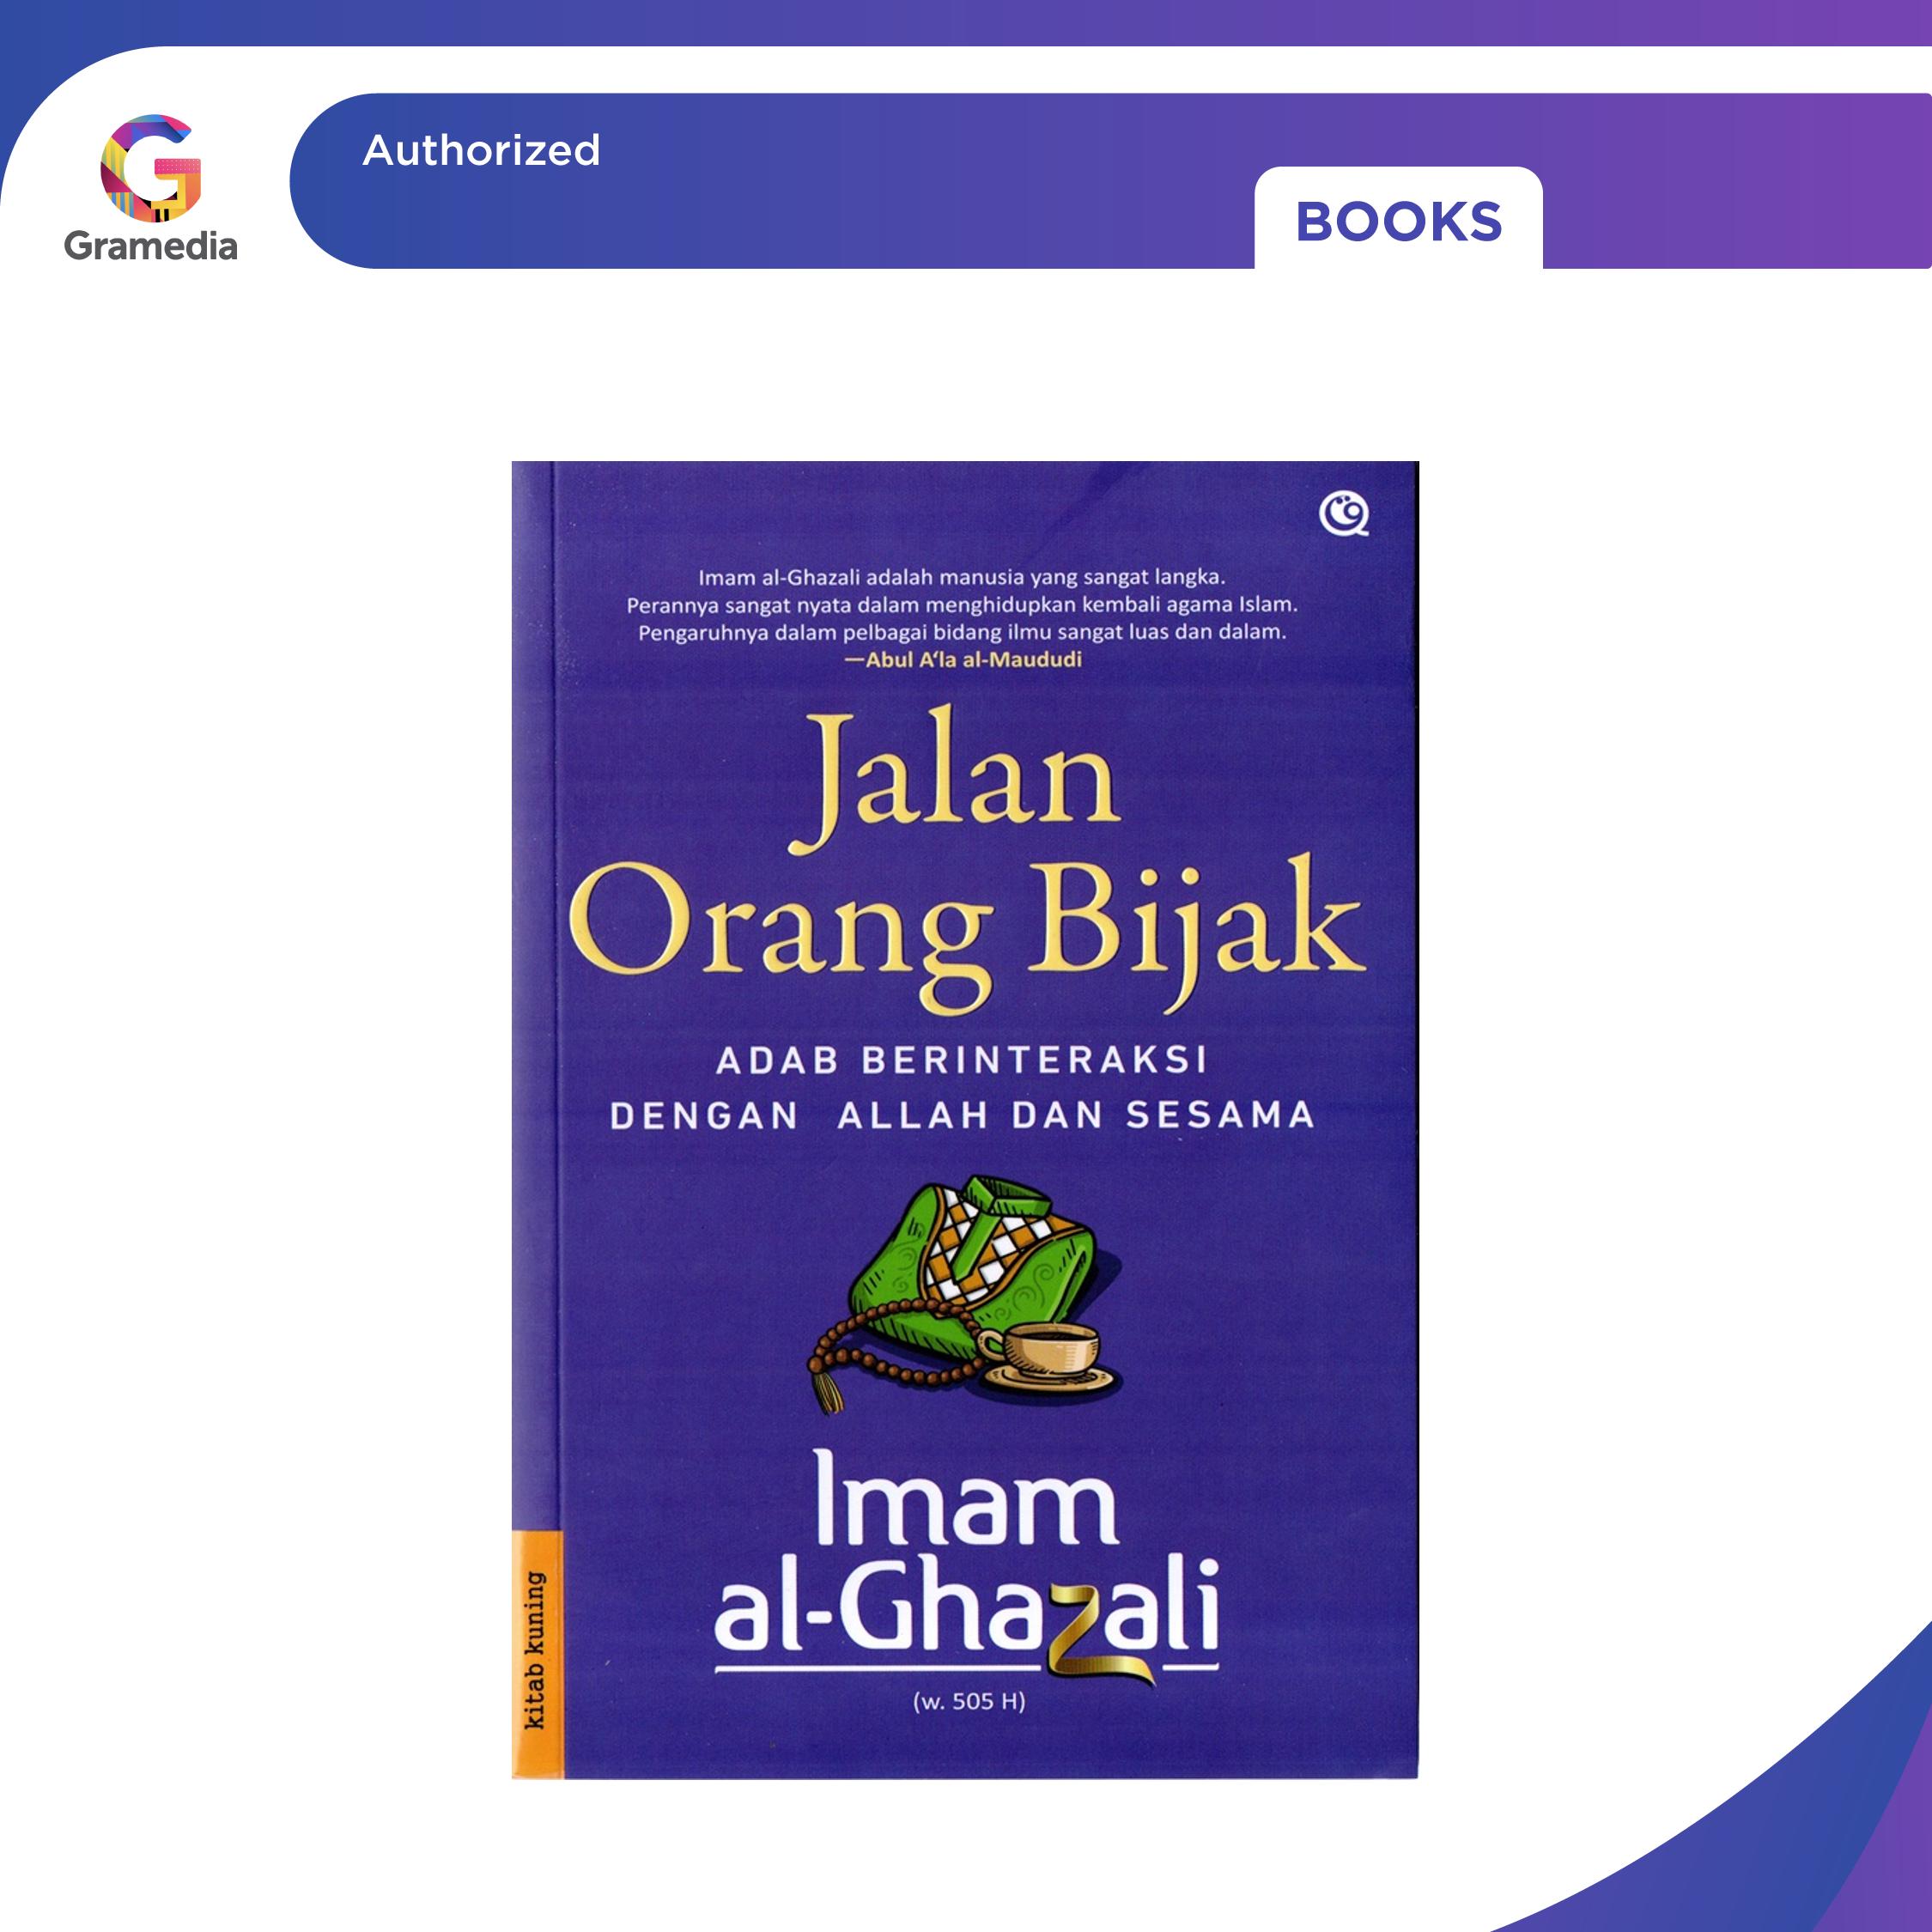 Gramedia
Authorized
BOOKS
Imam al-Ghazali adalah manusia yang sangat langka.
Perannya sangat nyata dalam menghidupkan kembali agama Islam.
Pengaruhnya dalam pelbagai bidang ilmu sangat luas dan dalam.
—Abul A‘la al-Maududi
Jalan
Orang Bijak
ADAB BERINTERAKSI
DENGAN ALLAH DAN SESAMA
Imam
al-Ghazali
(w. 505 H)
kitab kuning